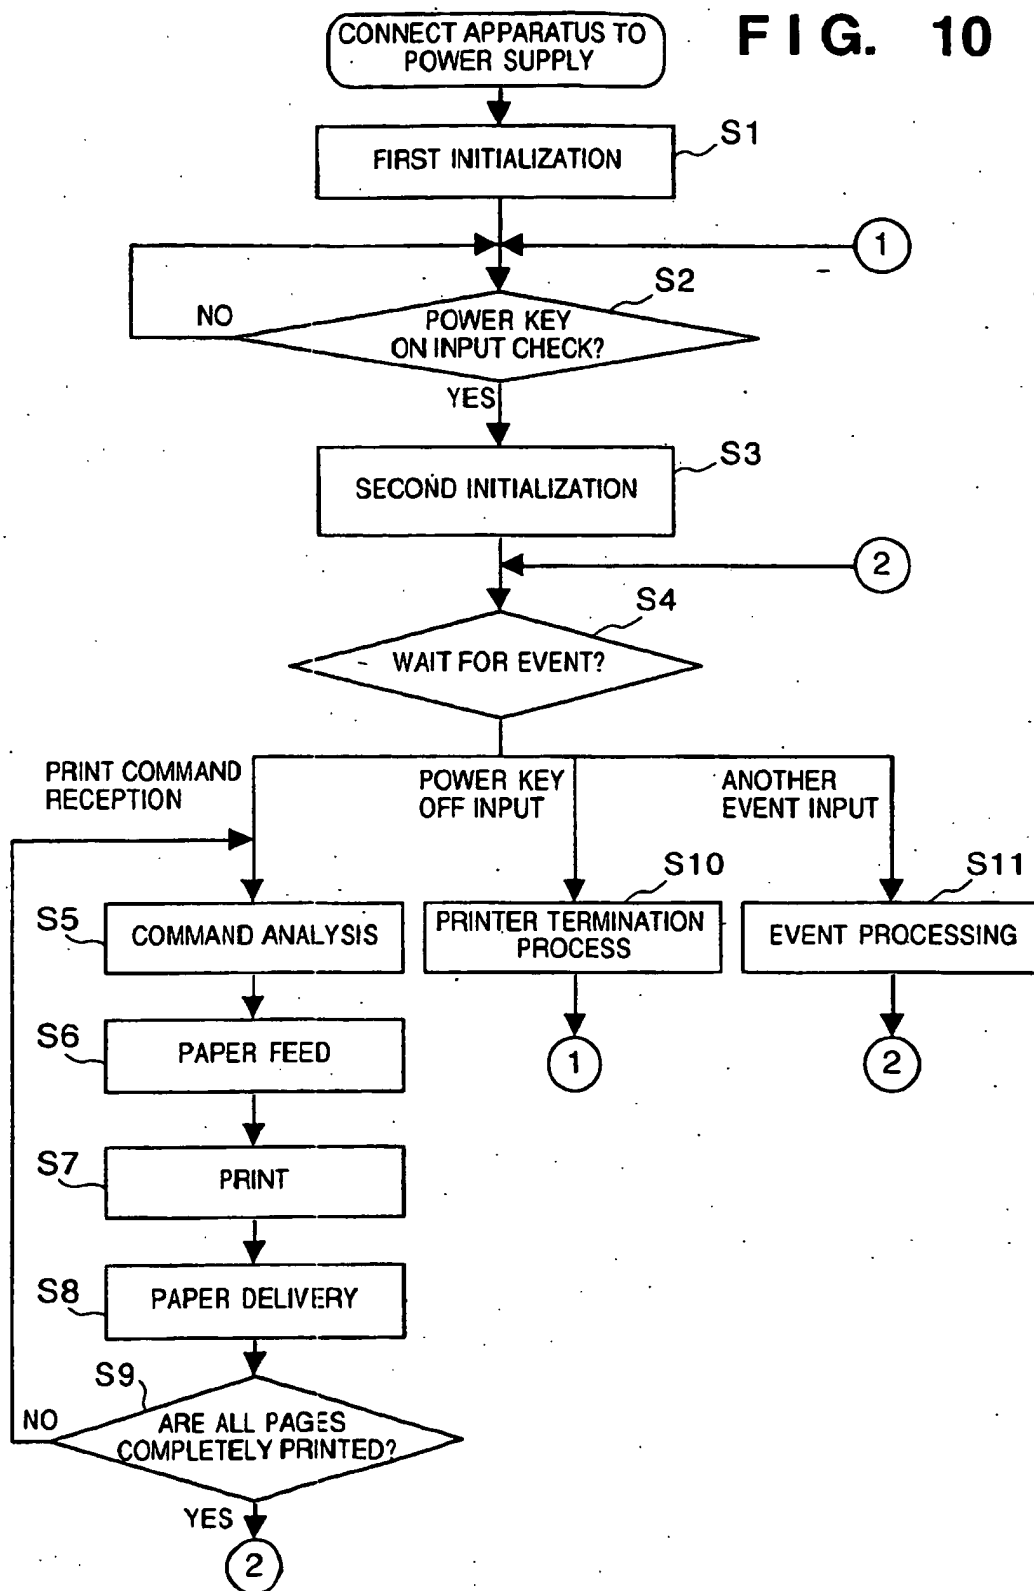 FIG. 10
CONNECT APPARATUS TO
POWER SUPPLY
S1
FIRST INITIALIZATION
1
S2
NO
POWER KEY
ON INPUT CHECK?
YES
S3
SECOND INITIALIZATION
2
S4
WAIT FOR EVENT?
PRINT COMMAND
RECEPTION
POWER KEY
OFF INPUT
ANOTHER
EVENT INPUT
S5
COMMAND ANALYSIS
S10
PRINTER TERMINATION
PROCESS
S11
EVENT PROCESSING
S6
PAPER FEED
1
2
S7
PRINT
S8
PAPER DELIVERY
S9
NO
ARE ALL PAGES
COMPLETELY PRINTED?
YES
2